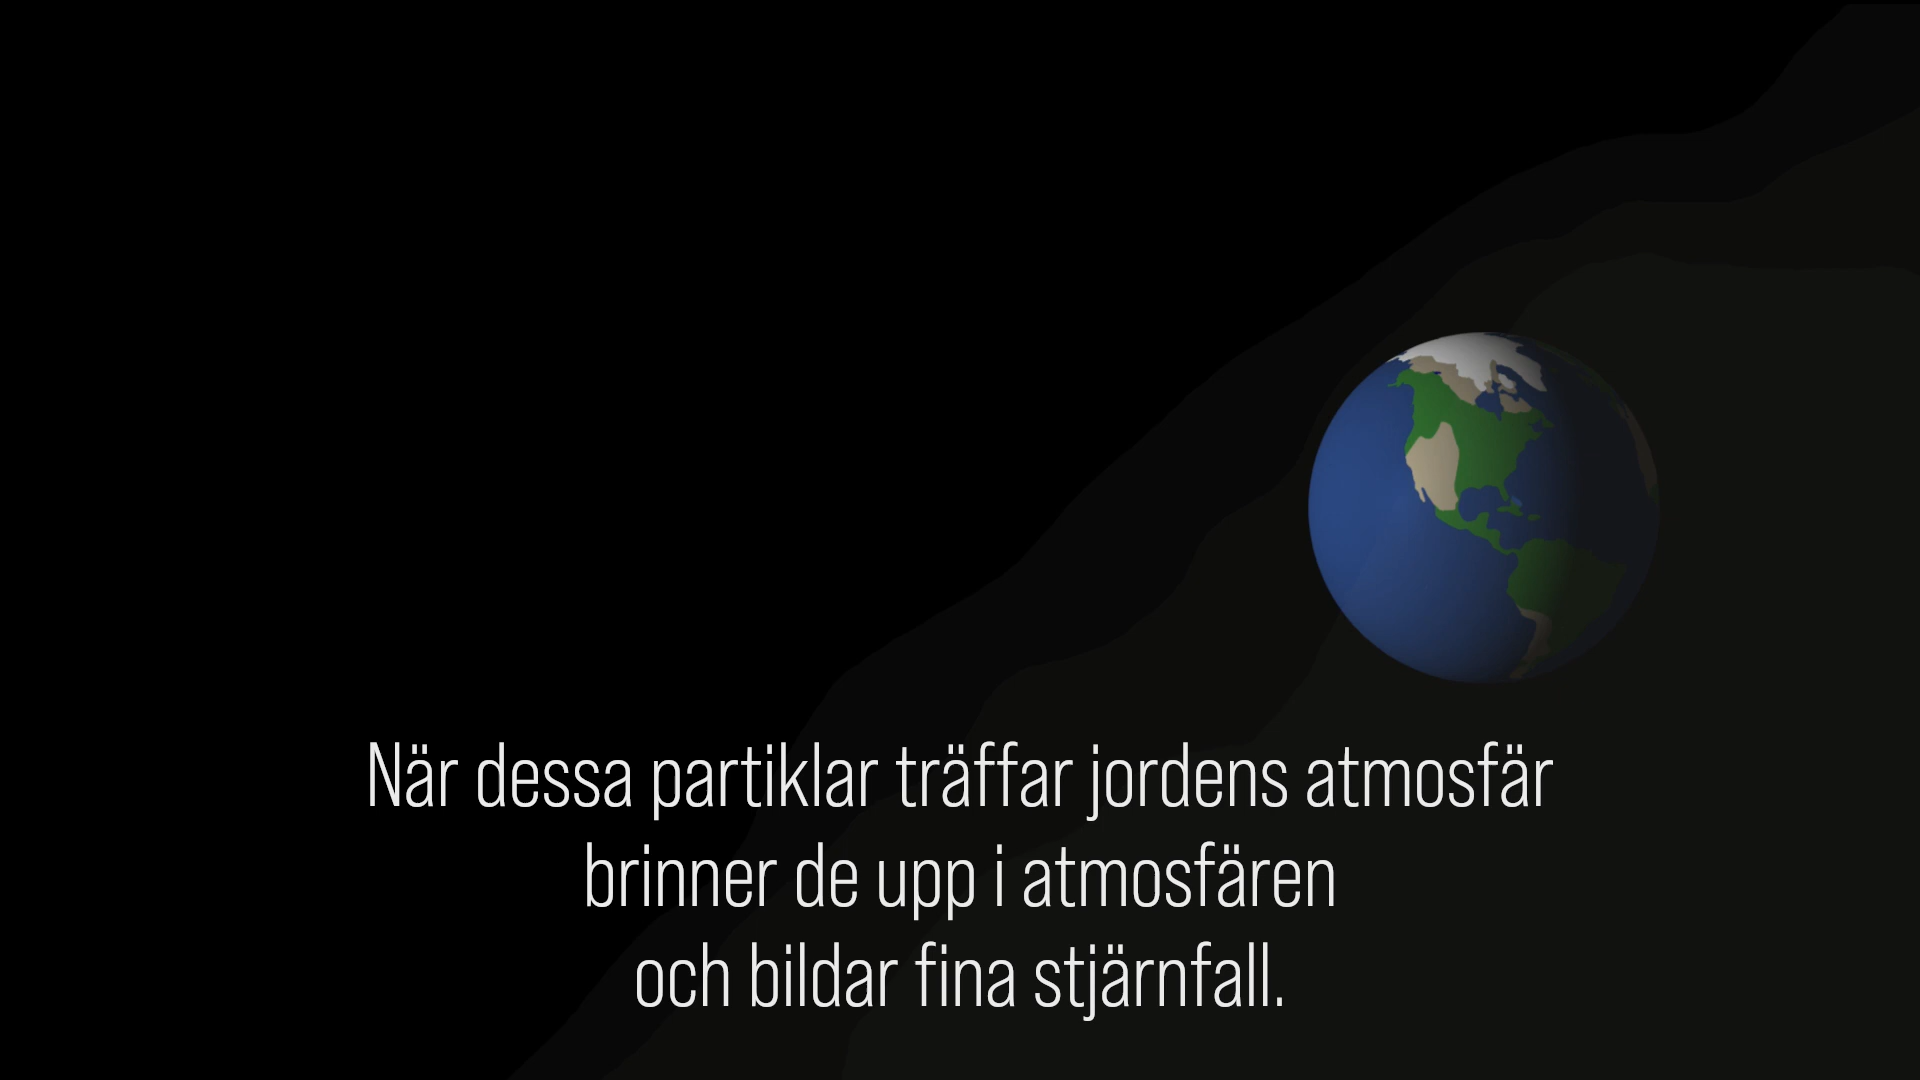 När dessa partiklar träffar jordens atmosfär
brinner de upp i atmosfären
och bildar fina stjärnfall.